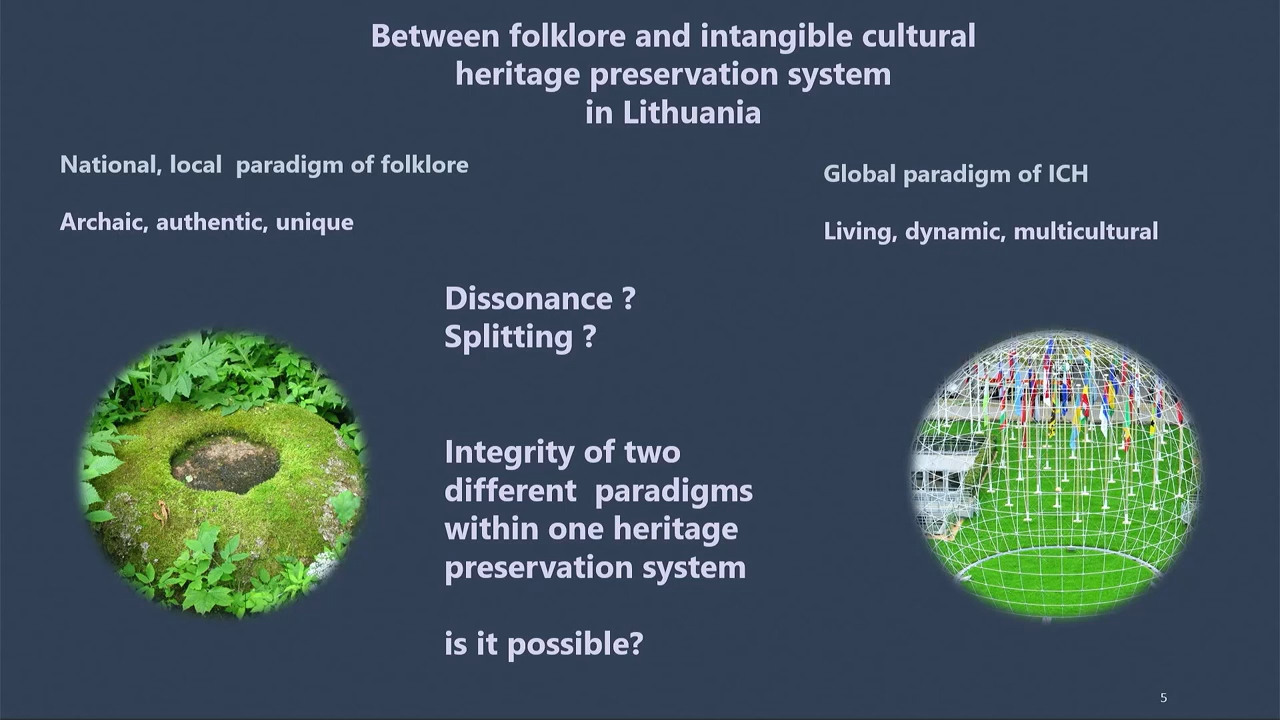 Between folklore and intangible cultural
heritage preservation system
in Lithuania
National, local  paradigm of folklore
Archaic, authentic, unique
Global paradigm of ICH
Living, dynamic, multicultural
Dissonance ?
Splitting ?
Integrity of two
different  paradigms
within one heritage
preservation system
is it possible?
5